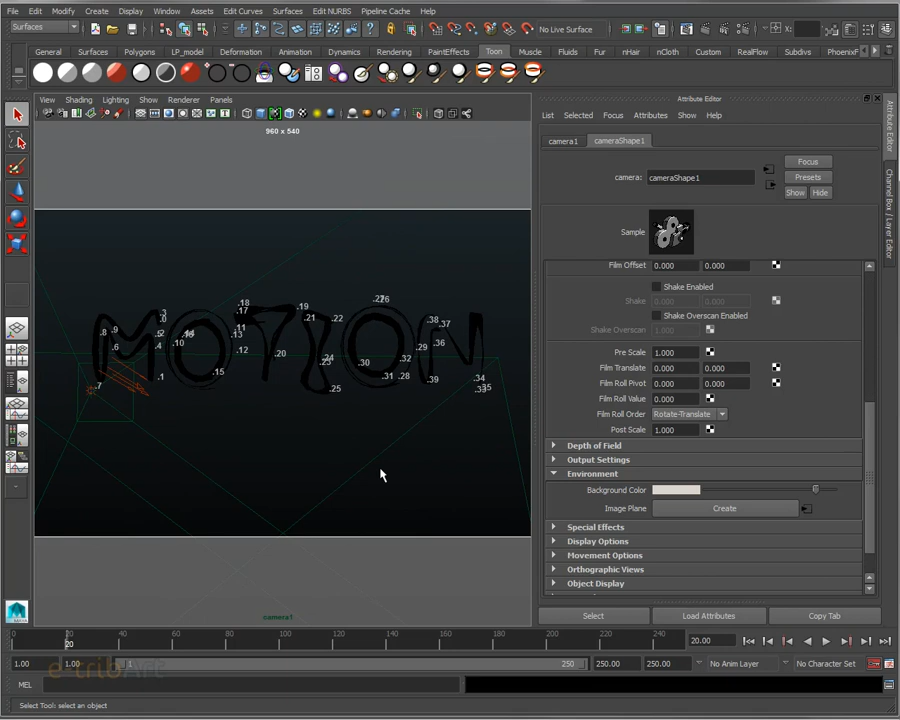 File Edit Modify Create Display Window Assets Edit Curves Surfaces Edit NURBS Pipeline Cache
Surfaces No Live Surface
General Surfaces Polygons LP_model Deformation Animation Dynamics Rendering PaintEffects Toon Muscle Fluids Fur nHair nCloth Custom RealFlow Subdivs PhoenixF
View Shading Lighting Show Renderer Panels
960 x 540
MOTION
camera1
Attribute Editor
List Selected Focus Attributes Show Help
camera1 cameraShape1
Focus
camera: cameraShape1 Presets
Show Hide
Sample
Film Offset 0.000 0.000
Shake Enabled
Shake 0.000 0.000
Shake Overscan Enabled
Shake Overscan 1.000
Pre Scale 1.000
Film Translate 0.000 0.000
Film Roll Pivot 0.000 0.000
Film Roll Value 0.000
Film Roll Order Rotate-Translate
Post Scale 1.000
Depth of Field
Output Settings
Environment
Background Color
Image Plane Create
Special Effects
Display Options
Movement Options
Orthographic Views
Object Display
Select Load Attributes Copy Tab
Attribute Editor
Channel Box / Layer Editor
0 20 40 60 80 100 120 140 160 180 200 220 240 20.00
20
1.00 1.00 1 250 250.00 250.00 No Anim Layer No Character Set
e-tribArt
MEL
Select Tool: select an object